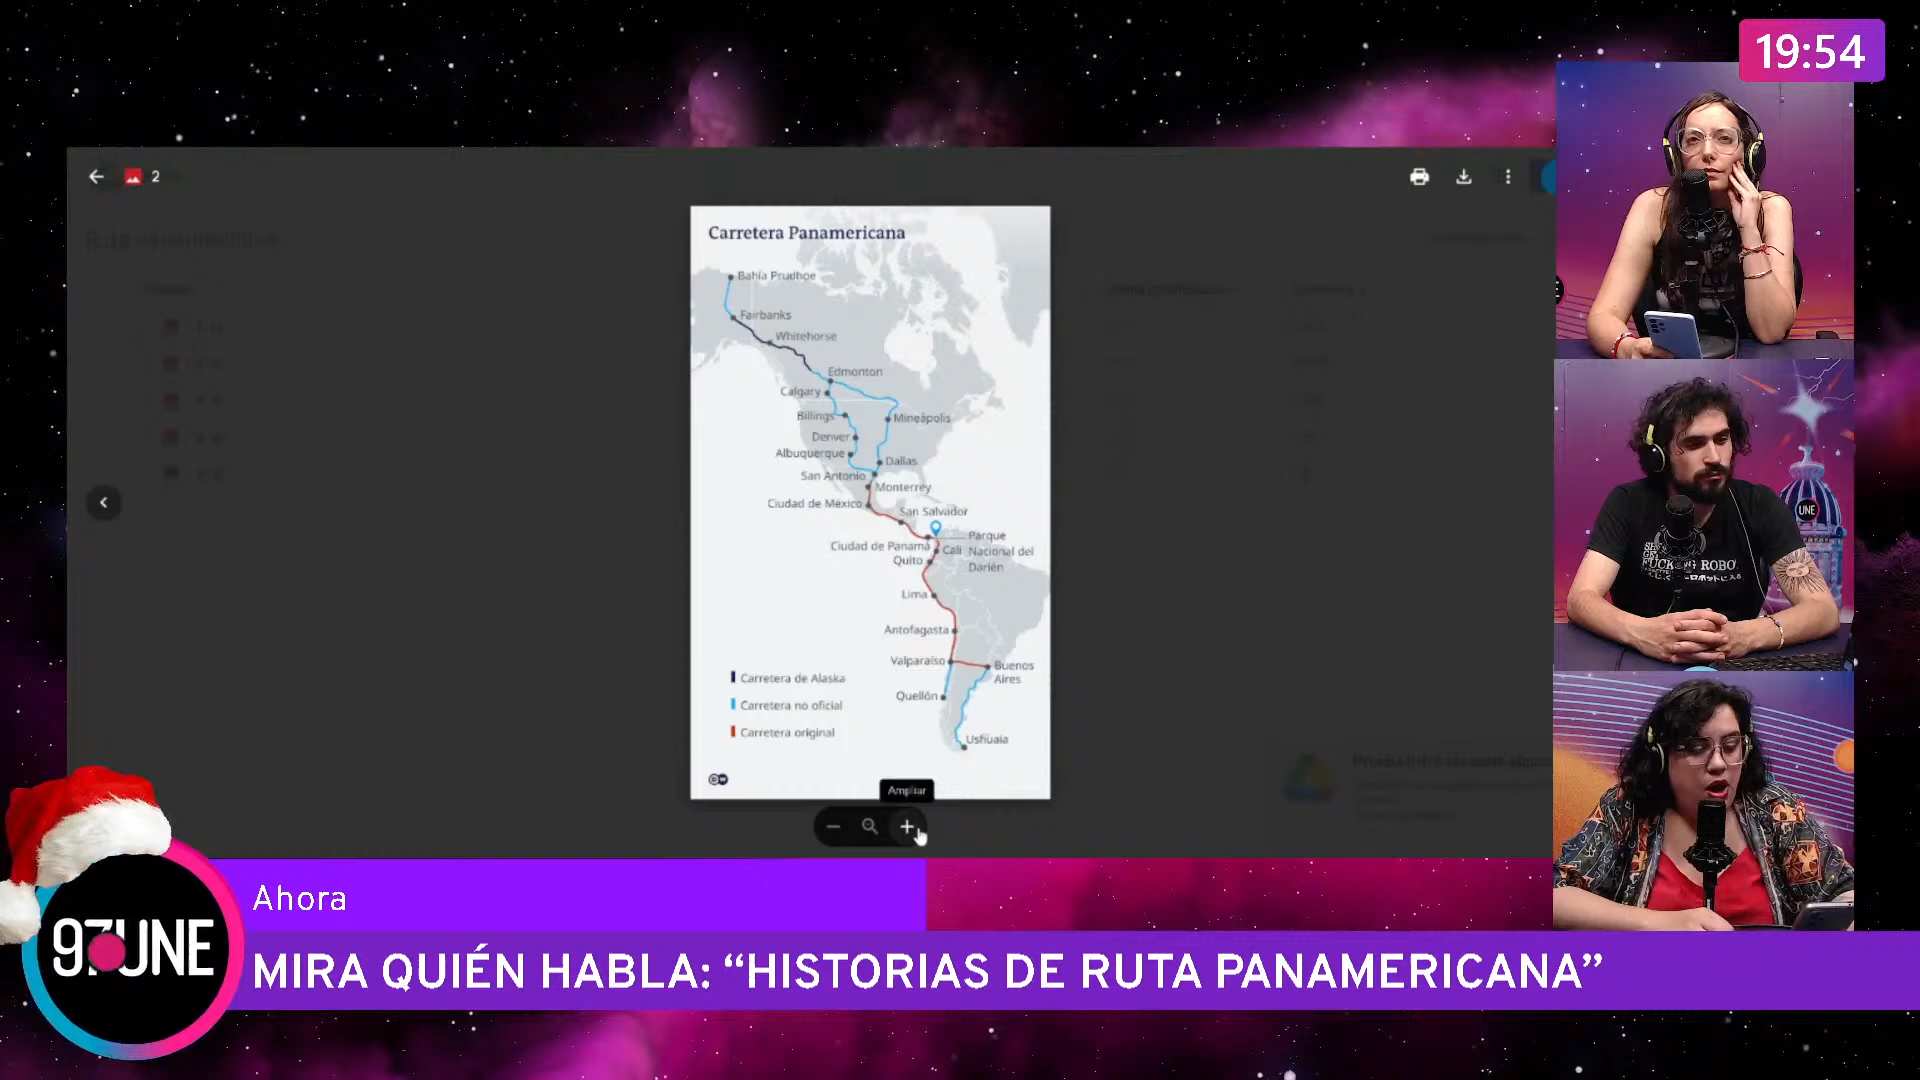 19:54
2
Carretera Panamericana
Bahía Prudhoe
Fairbanks
Whitehorse
Edmonton
Calgary
Billings
Mineápolis
Denver
Albuquerque
Dallas
San Antonio
Monterrey
Ciudad de México
San Salvador
Parque
Nacional del
Darién
Ciudad de Panamá
Cali
Quito
Lima
Antofagasta
Valparaíso
Buenos
Aires
Quellón
Ushuaia
Carretera de Alaska
Carretera no oficial
Carretera original
Ampliar
UNE
Ahora
97UNE
MIRA QUIÉN HABLA: “HISTORIAS DE RUTA PANAMERICANA”